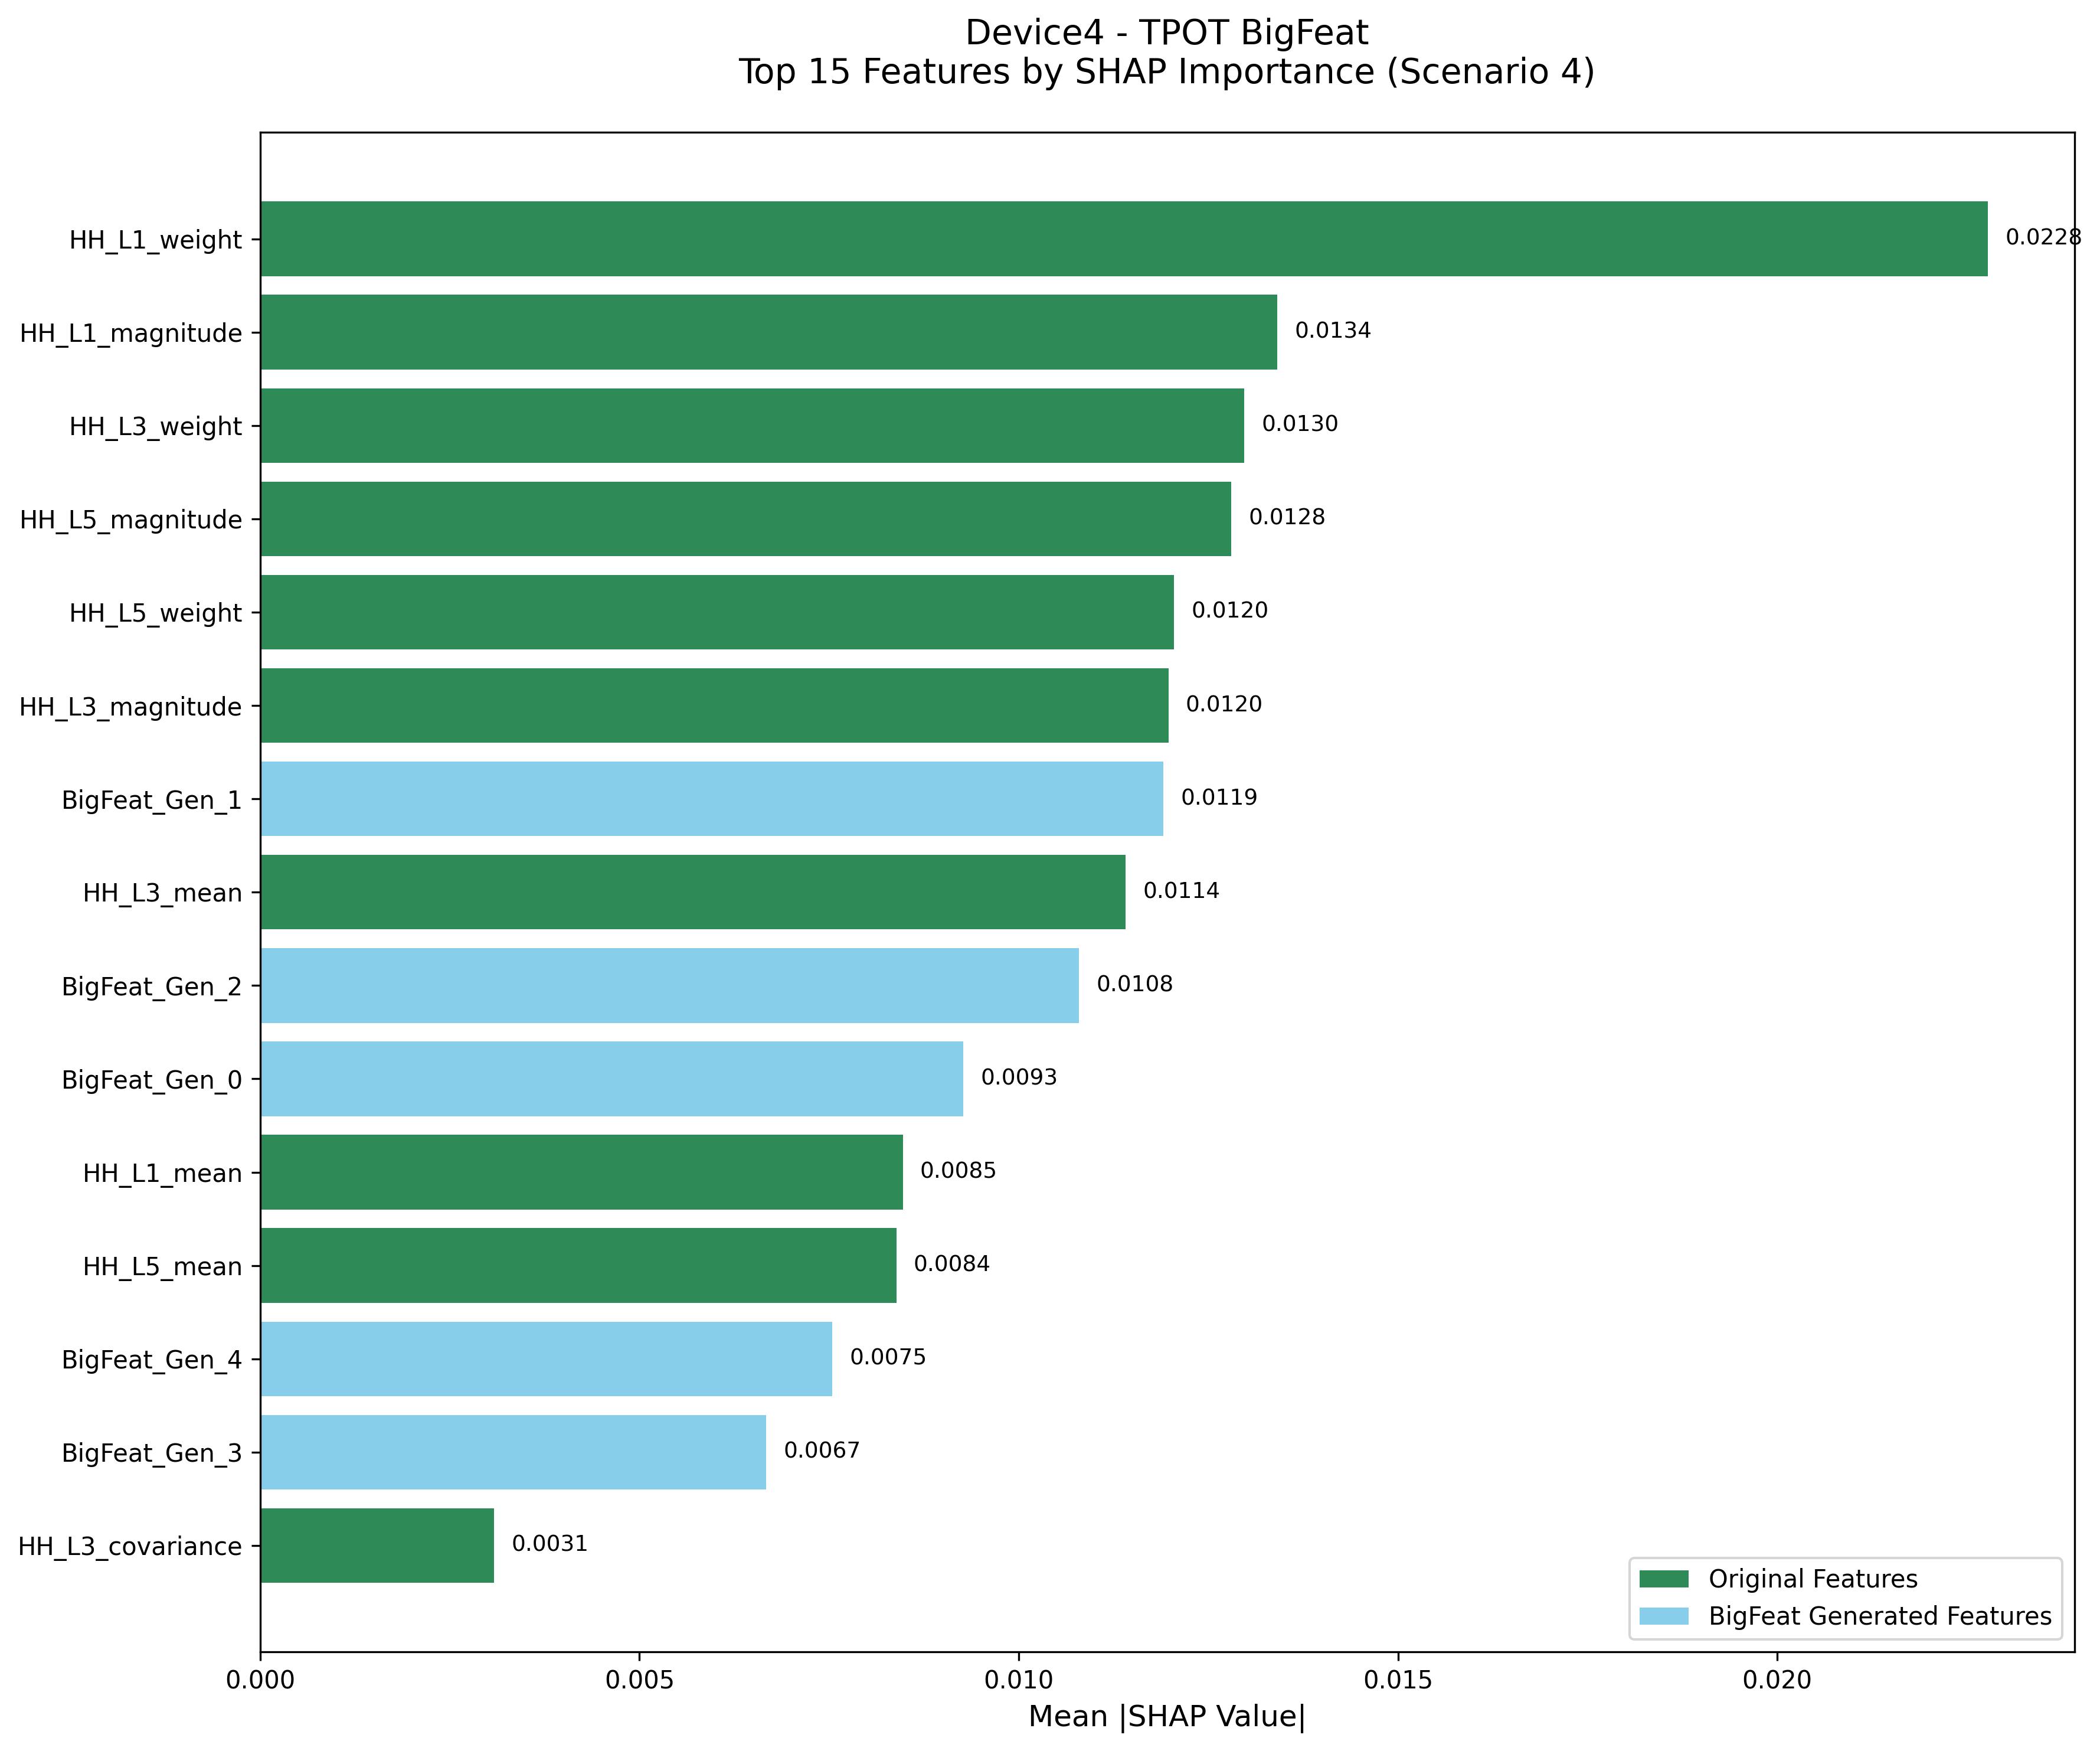 Device4 - TPOT BigFeat
Top 15 Features by SHAP Importance (Scenario 4)
HH_L1_weight 0.0228
HH_L1_magnitude 0.0134
HH_L3_weight 0.0130
HH_L5_magnitude 0.0128
HH_L5_weight 0.0120
HH_L3_magnitude 0.0120
BigFeat_Gen_1 0.0119
HH_L3_mean 0.0114
BigFeat_Gen_2 0.0108
BigFeat_Gen_0 0.0093
HH_L1_mean 0.0085
HH_L5_mean 0.0084
BigFeat_Gen_4 0.0075
BigFeat_Gen_3 0.0067
HH_L3_covariance 0.0031
Original Features
BigFeat Generated Features
0.000 0.005 0.010 0.015 0.020
Mean |SHAP Value|